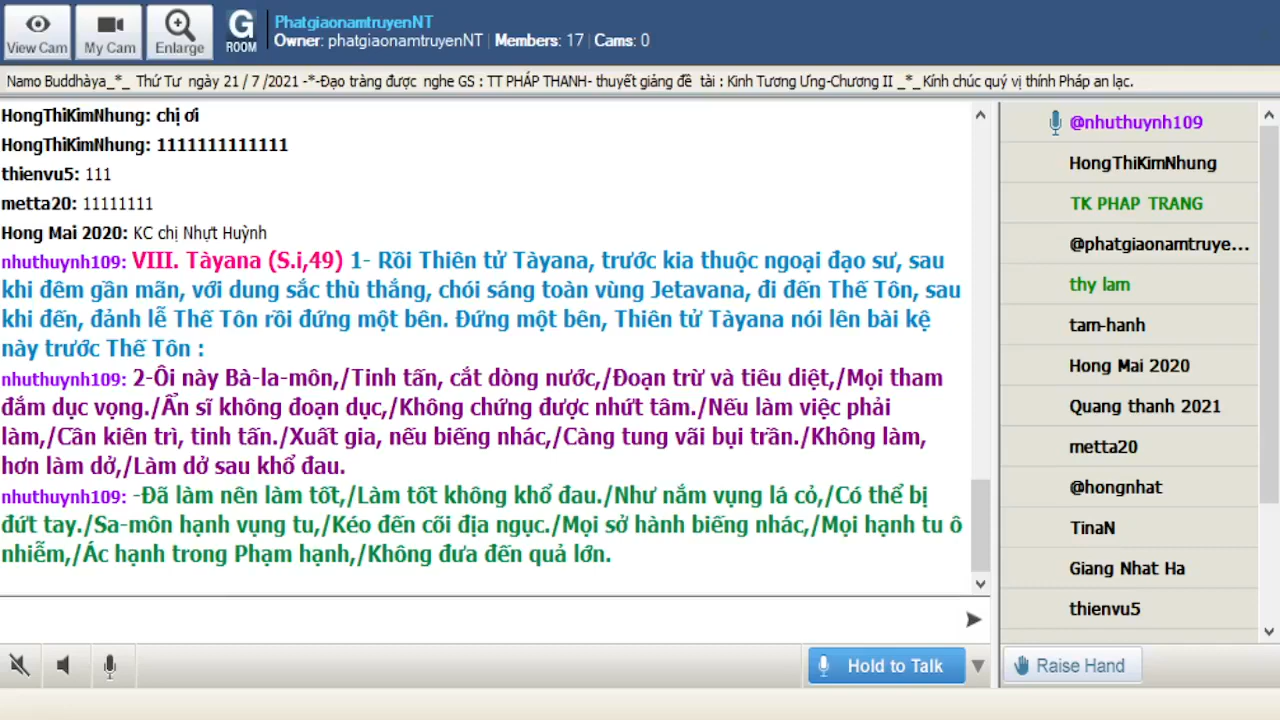 View Cam
My Cam
Enlarge
G
ROOM
PhatgiaonamtruyenNT
Owner: phatgiaonamtruyenNT | Members: 17 | Cams: 0
Namo Buddhàya_*_ Thứ Tư ngày 21 / 7 /2021 -*-Đạo tràng được nghe GS : TT PHÁP THANH- thuyết giảng đề tài : Kinh Tương Ưng-Chương II _*_ Kính chúc quý vị thính Pháp an lạc.
HongThiKimNhung: chị ơi
HongThiKimNhung: 1111111111111
thienvu5: 111
metta20: 11111111
Hong Mai 2020: KC chị Nhựt Huỳnh
nhuthuynh109: VIII. Tàyana (S.i,49) 1- Rồi Thiên tử Tàyana, trước kia thuộc ngoại đạo sư, sau
khi đêm gần mãn, với dung sắc thù thắng, chói sáng toàn vùng Jetavana, đi đến Thế Tôn, sau
khi đến, đảnh lễ Thế Tôn rồi đứng một bên. Đứng một bên, Thiên tử Tàyana nói lên bài kệ
này trước Thế Tôn :
nhuthuynh109: 2-Ôi này Bà-la-môn,/Tinh tấn, cắt dòng nước,/Đoạn trừ và tiêu diệt,/Mọi tham
đắm dục vọng./Ẩn sĩ không đoạn dục,/Không chứng được nhứt tâm./Nếu làm việc phải
làm,/Cần kiên trì, tinh tấn./Xuất gia, nếu biếng nhác,/Càng tung vãi bụi trần./Không làm,
hơn làm dở,/Làm dở sau khổ đau.
nhuthuynh109: -Đã làm nên làm tốt,/Làm tốt không khổ đau./Như nắm vụng lá cỏ,/Có thể bị
đứt tay./Sa-môn hạnh vụng tu,/Kéo đến cõi địa ngục./Mọi sở hành biếng nhác,/Mọi hạnh tu ô
nhiễm,/Ác hạnh trong Phạm hạnh,/Không đưa đến quả lớn.
@nhuthuynh109
HongThiKimNhung
TK PHAP TRANG
@phatgiaonamtruye...
thy lam
tam-hanh
Hong Mai 2020
Quang thanh 2021
metta20
@hongnhat
TinaN
Giang Nhat Ha
thienvu5
Hold to Talk
Raise Hand